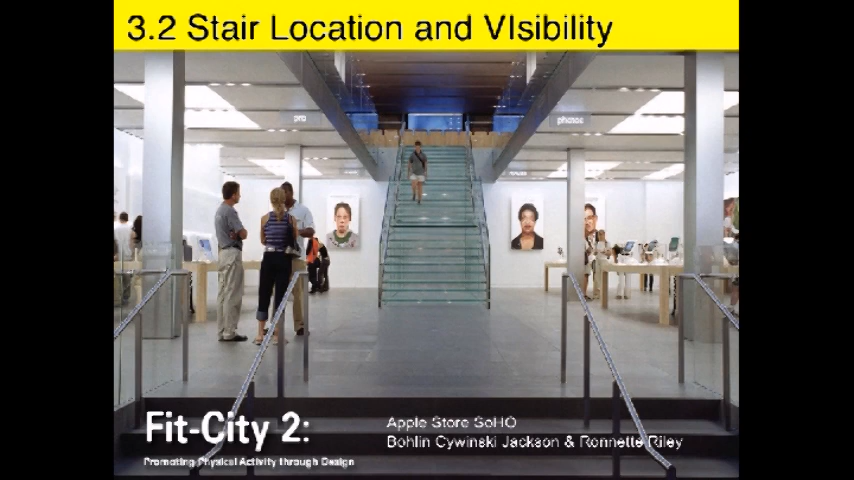 3.2 Stair Location and VIsibility
pro
photos
Fit-City 2:
Promoting Physical Activity through Design
Apple Store SoHO
Bohlin Cywinski Jackson & Ronnette Riley